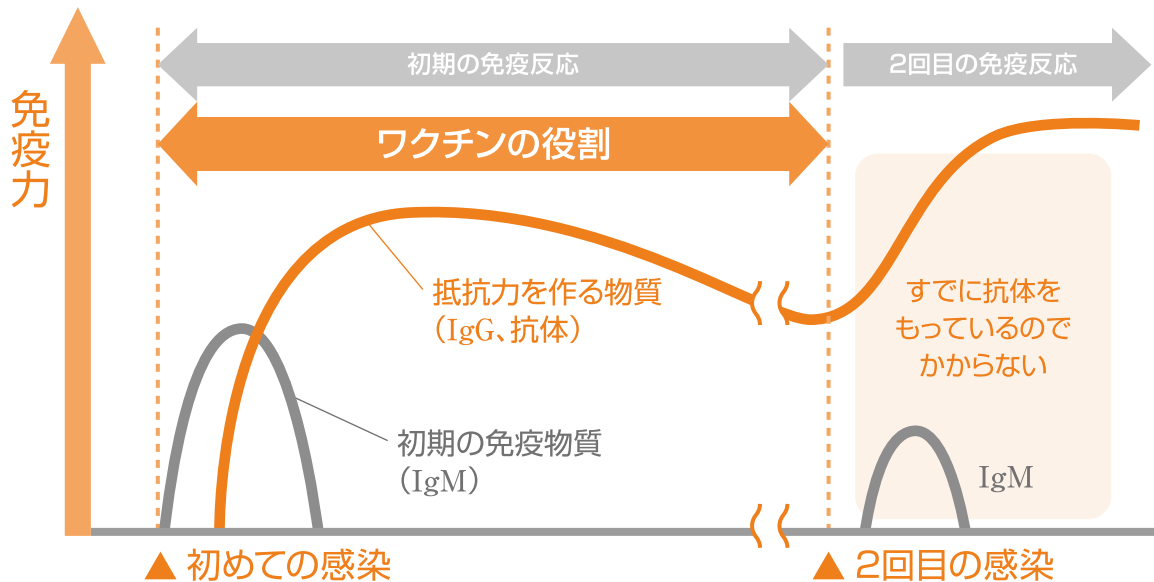 免疫力
初期の免疫反応
2回目の免疫反応
ワクチンの役割
抵抗力を作る物質
（IgG、抗体）
すでに抗体を
もっているので
かからない
初期の免疫物質
（IgM）
IgM
▲ 初めての感染
▲ 2回目の感染